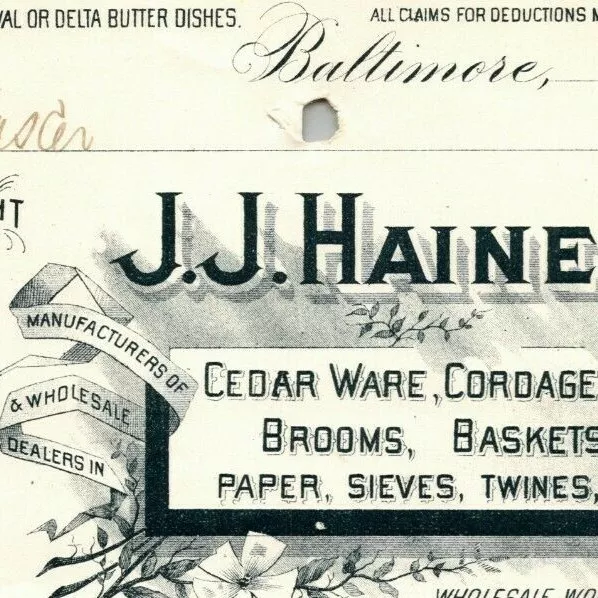 VAL OR DELTA BUTTER DISHES.
ALL CLAIMS FOR DEDUCTIONS
Baltimore,
HT
J.J. HAINE
MANUFACTURERS OF
& WHOLESALE
DEALERS IN
CEDAR WARE, CORDAGE
BROOMS, BASKETS
PAPER, SIEVES, TWINES,
WHOLESALE WO